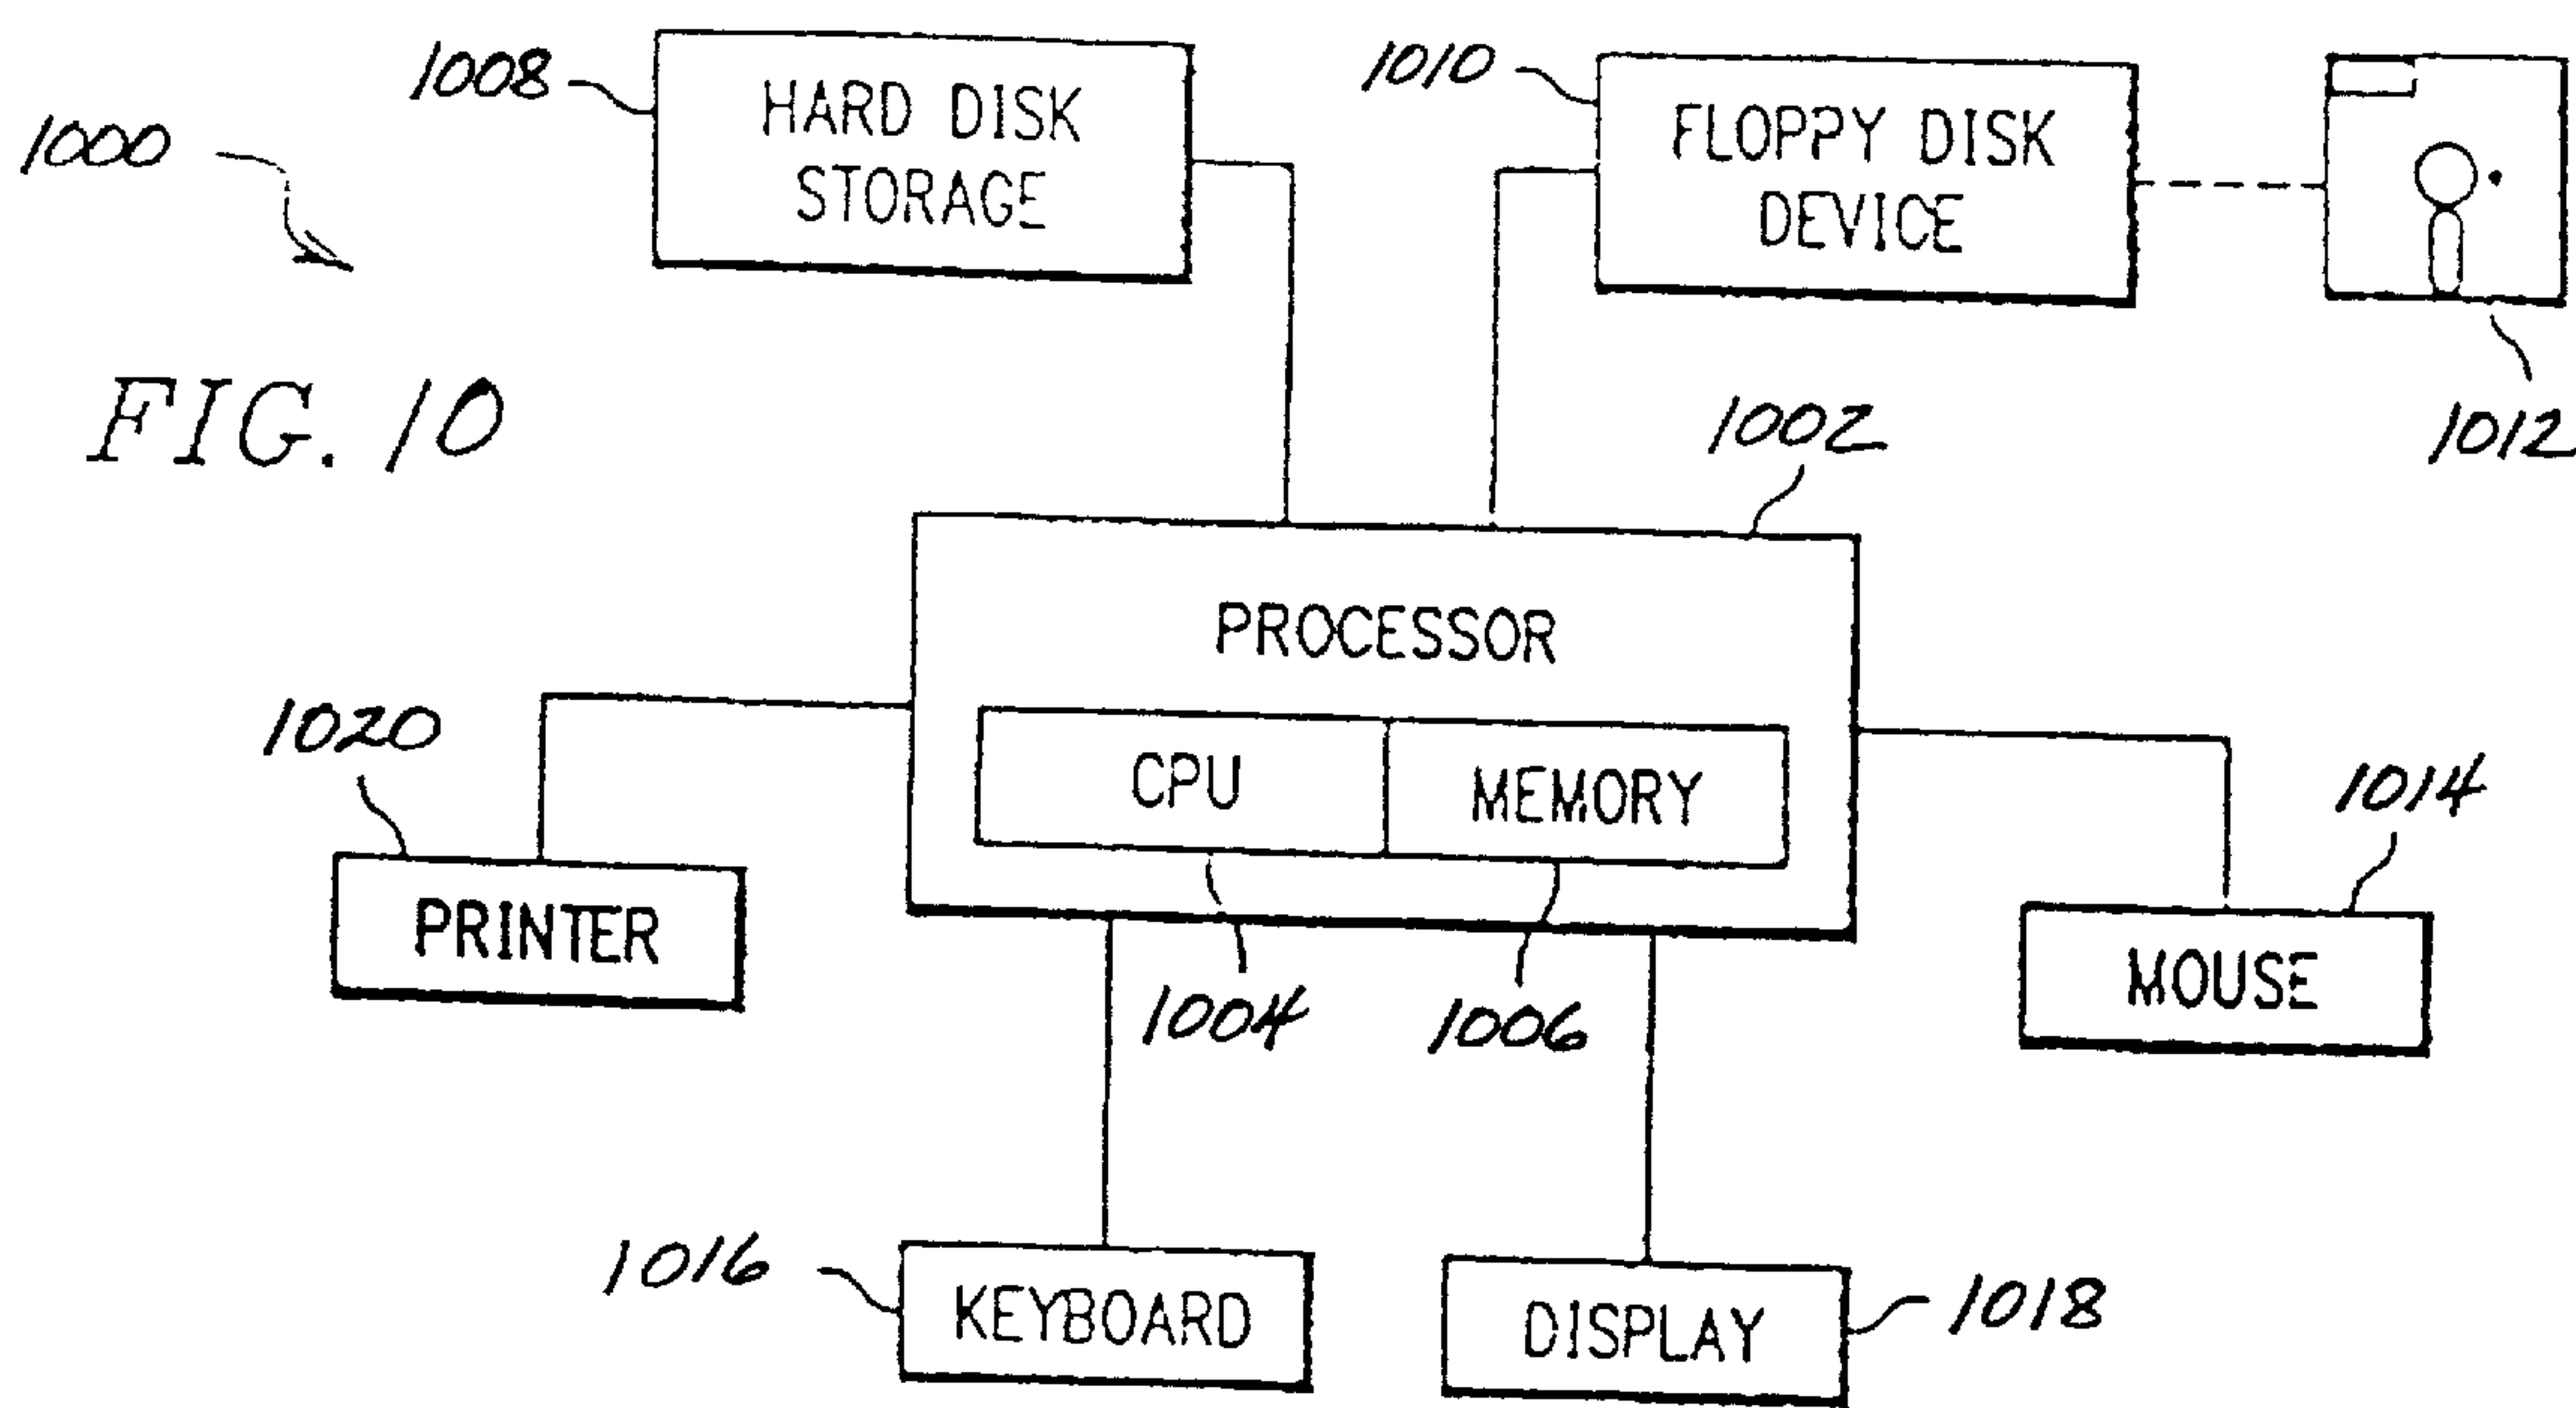 1008
HARD DISK
STORAGE
1010
FLOPPY DISK
DEVICE
1000
1012
FIG. 10
1002
PROCESSOR
CPU
MEMORY
1020
PRINTER
1014
MOUSE
1004
1006
1016
KEYBOARD
DISPLAY
1018